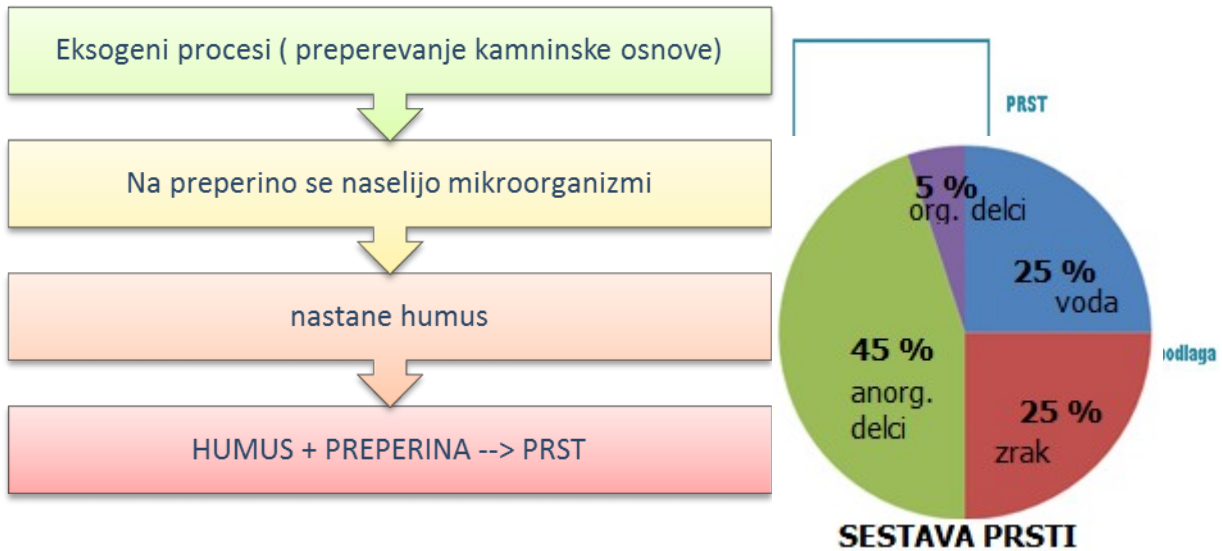 Eksogeni procesi ( preperevanje kamninske osnove)
Na preperino se naselijo mikroorganizmi
nastane humus
HUMUS + PREPERINA --> PRST
PRST
5 %
org. delci
25 %
voda
45 %
anorg.
delci
25 %
zrak
SESTAVA PRSTI